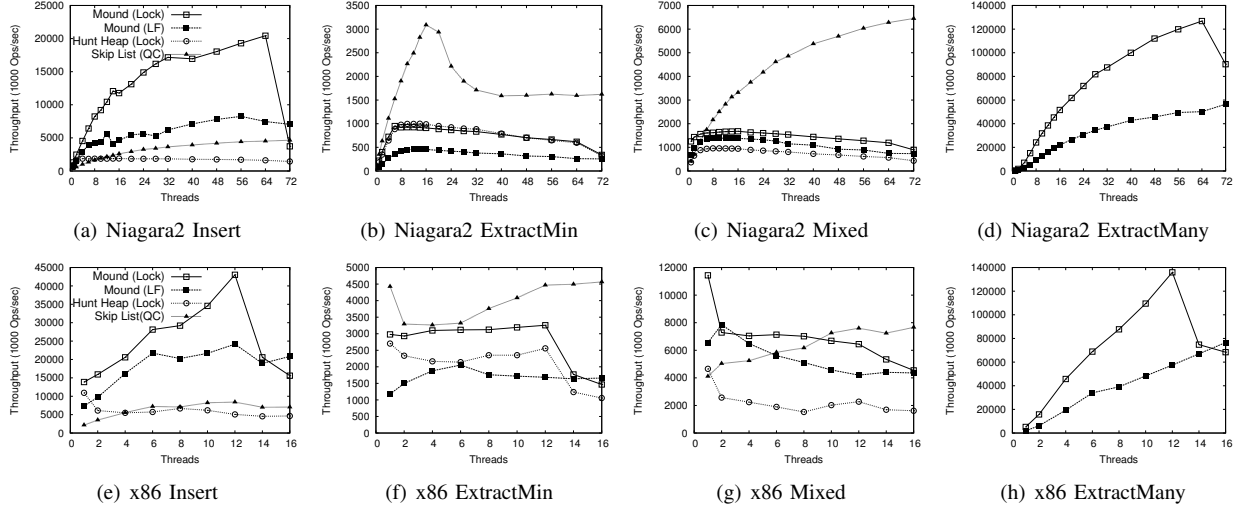 Throughput (1000 Ops/sec)
25000
20000
15000
10000
5000
0
Mound (Lock)
Mound (LF)
Hunt Heap (Lock)
Skip List (QC)
0 8 16 24 32 40 48 56 64 72
Threads
(a) Niagara2 Insert
Throughput (1000 Ops/sec)
3500
3000
2500
2000
1500
1000
500
0
0 8 16 24 32 40 48 56 64 72
Threads
(b) Niagara2 ExtractMin
Throughput (1000 Ops/sec)
7000
6000
5000
4000
3000
2000
1000
0
0 8 16 24 32 40 48 56 64 72
Threads
(c) Niagara2 Mixed
Throughput (1000 Ops/sec)
140000
120000
100000
80000
60000
40000
20000
0
0 8 16 24 32 40 48 56 64 72
Threads
(d) Niagara2 ExtractMany
Throughput (1000 Ops/sec)
45000
40000
35000
30000
25000
20000
15000
10000
5000
0
Mound (Lock)
Mound (LF)
Hunt Heap (Lock)
Skip List(QC)
0 2 4 6 8 10 12 14 16
Threads
(e) x86 Insert
Throughput (1000 Ops/sec)
5000
4500
4000
3500
3000
2500
2000
1500
1000
500
0
0 2 4 6 8 10 12 14 16
Threads
(f) x86 ExtractMin
Throughput (1000 Ops/sec)
12000
10000
8000
6000
4000
2000
0
0 2 4 6 8 10 12 14 16
Threads
(g) x86 Mixed
Throughput (1000 Ops/sec)
140000
120000
100000
80000
60000
40000
20000
0
0 2 4 6 8 10 12 14 16
Threads
(h) x86 ExtractMany